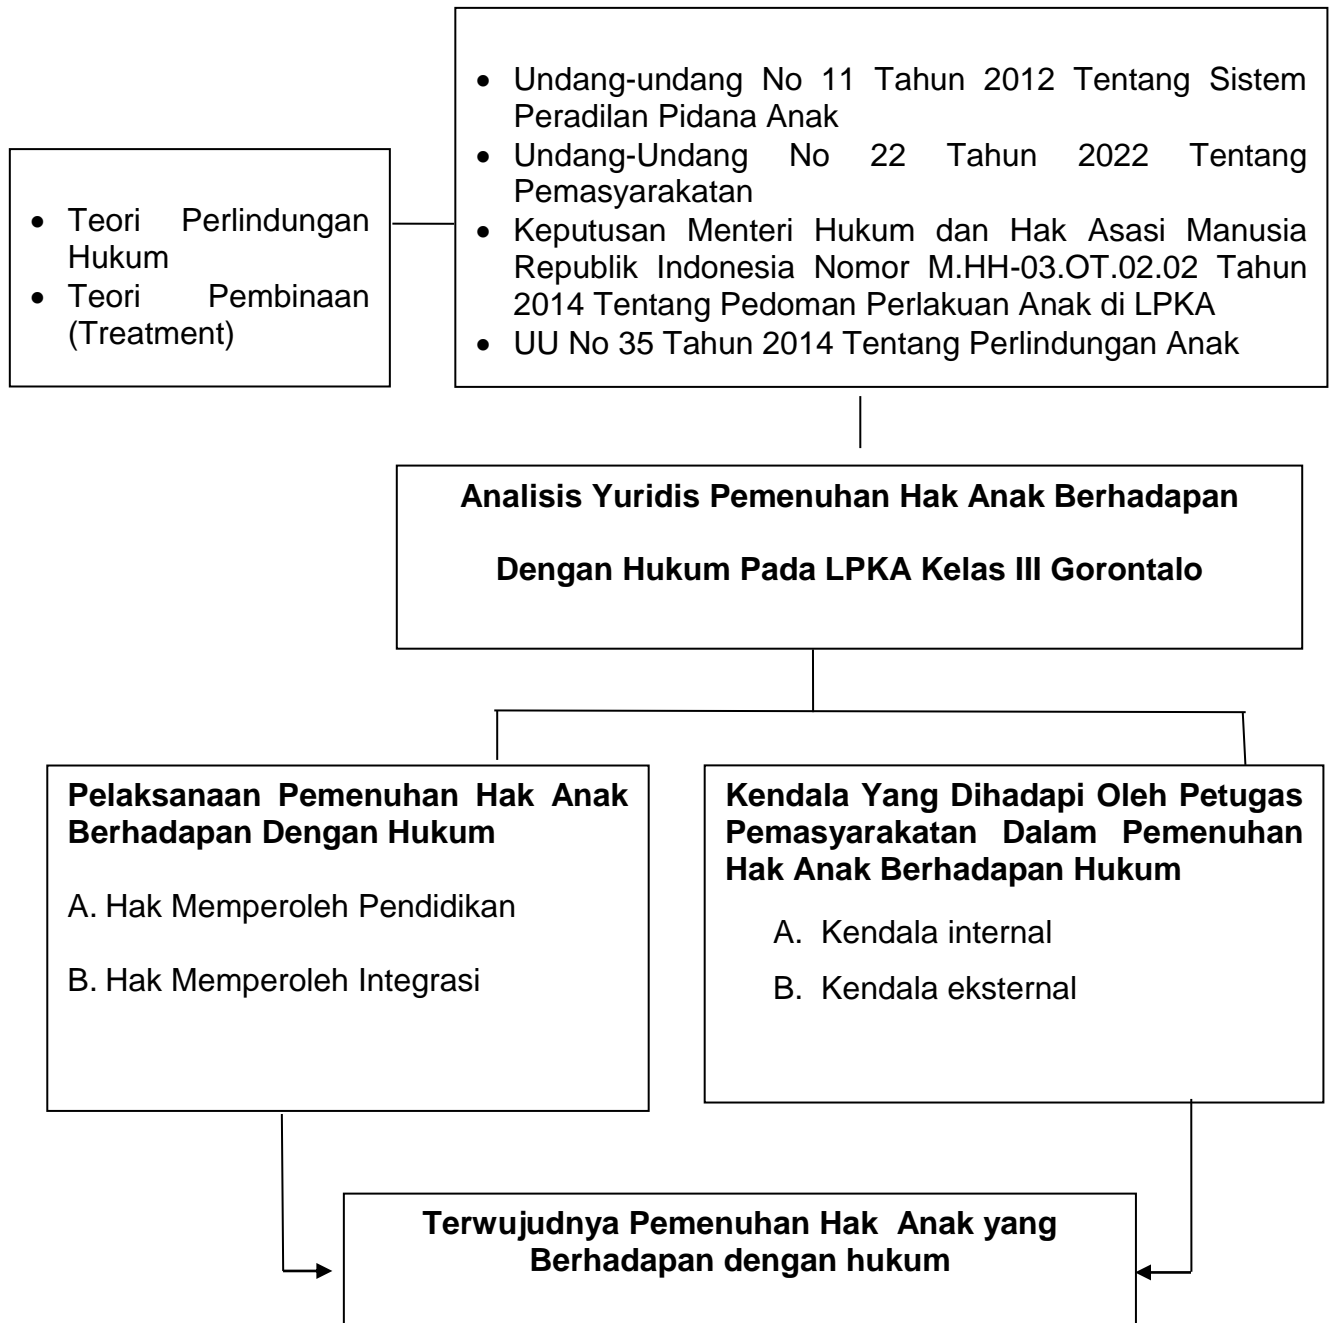 • Undang-undang No 11 Tahun 2012 Tentang Sistem
Peradilan Pidana Anak
• Undang-Undang No 22 Tahun 2022 Tentang
Pemasyarakatan
• Keputusan Menteri Hukum dan Hak Asasi Manusia
Republik Indonesia Nomor M.HH-03.OT.02.02 Tahun
2014 Tentang Pedoman Perlakuan Anak di LPKA
• UU No 35 Tahun 2014 Tentang Perlindungan Anak
• Teori Perlindungan
Hukum
• Teori Pembinaan
(Treatment)
Analisis Yuridis Pemenuhan Hak Anak Berhadapan
Dengan Hukum Pada LPKA Kelas III Gorontalo
Pelaksanaan Pemenuhan Hak Anak
Berhadapan Dengan Hukum
A. Hak Memperoleh Pendidikan
B. Hak Memperoleh Integrasi
Kendala Yang Dihadapi Oleh Petugas
Pemasyarakatan Dalam Pemenuhan
Hak Anak Berhadapan Hukum
A. Kendala internal
B. Kendala eksternal
Terwujudnya Pemenuhan Hak Anak yang
Berhadapan dengan hukum